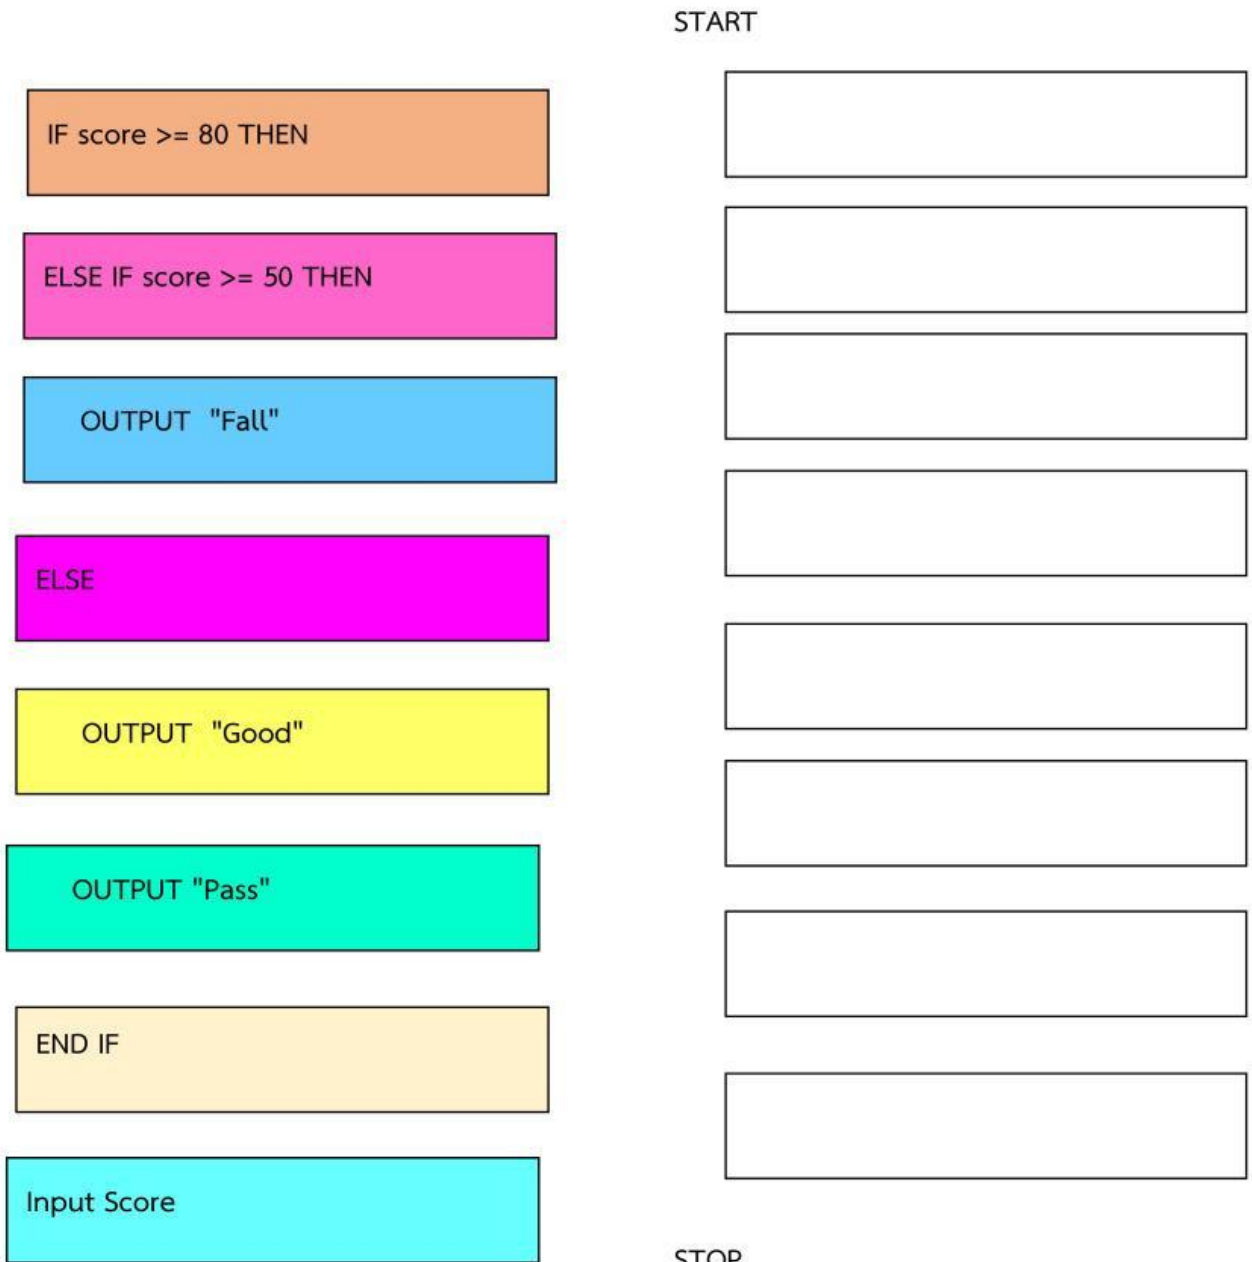 START
IF score >= 80 THEN
ELSE IF score >= 50 THEN
OUTPUT "Fall"
ELSE
OUTPUT "Good"
OUTPUT "Pass"
END IF
Input Score
STOP